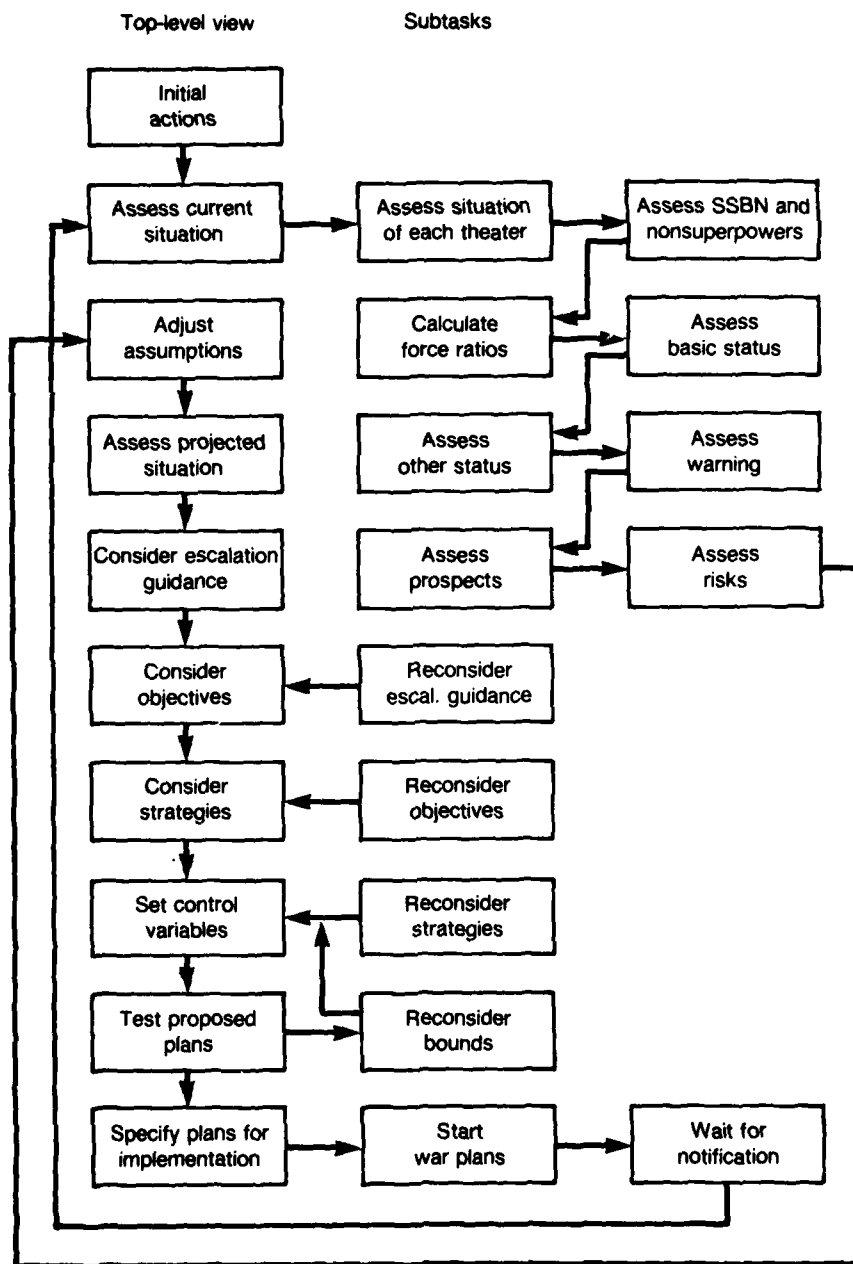 Top-level view
Subtasks
Initial
actions
Assess current
situation
Assess situation
of each theater
Assess SSBN and
nonsuperpowers
Adjust
assumptions
Calculate
force ratios
Assess
basic status
Assess projected
situation
Assess
other status
Assess
warning
Consider escalation
guidance
Assess
prospects
Assess
risks
Consider
objectives
Reconsider
escal. guidance
Consider
strategies
Reconsider
objectives
Set control
variables
Reconsider
strategies
Test proposed
plans
Reconsider
bounds
Specify plans for
implementation
Start
war plans
Wait for
notification